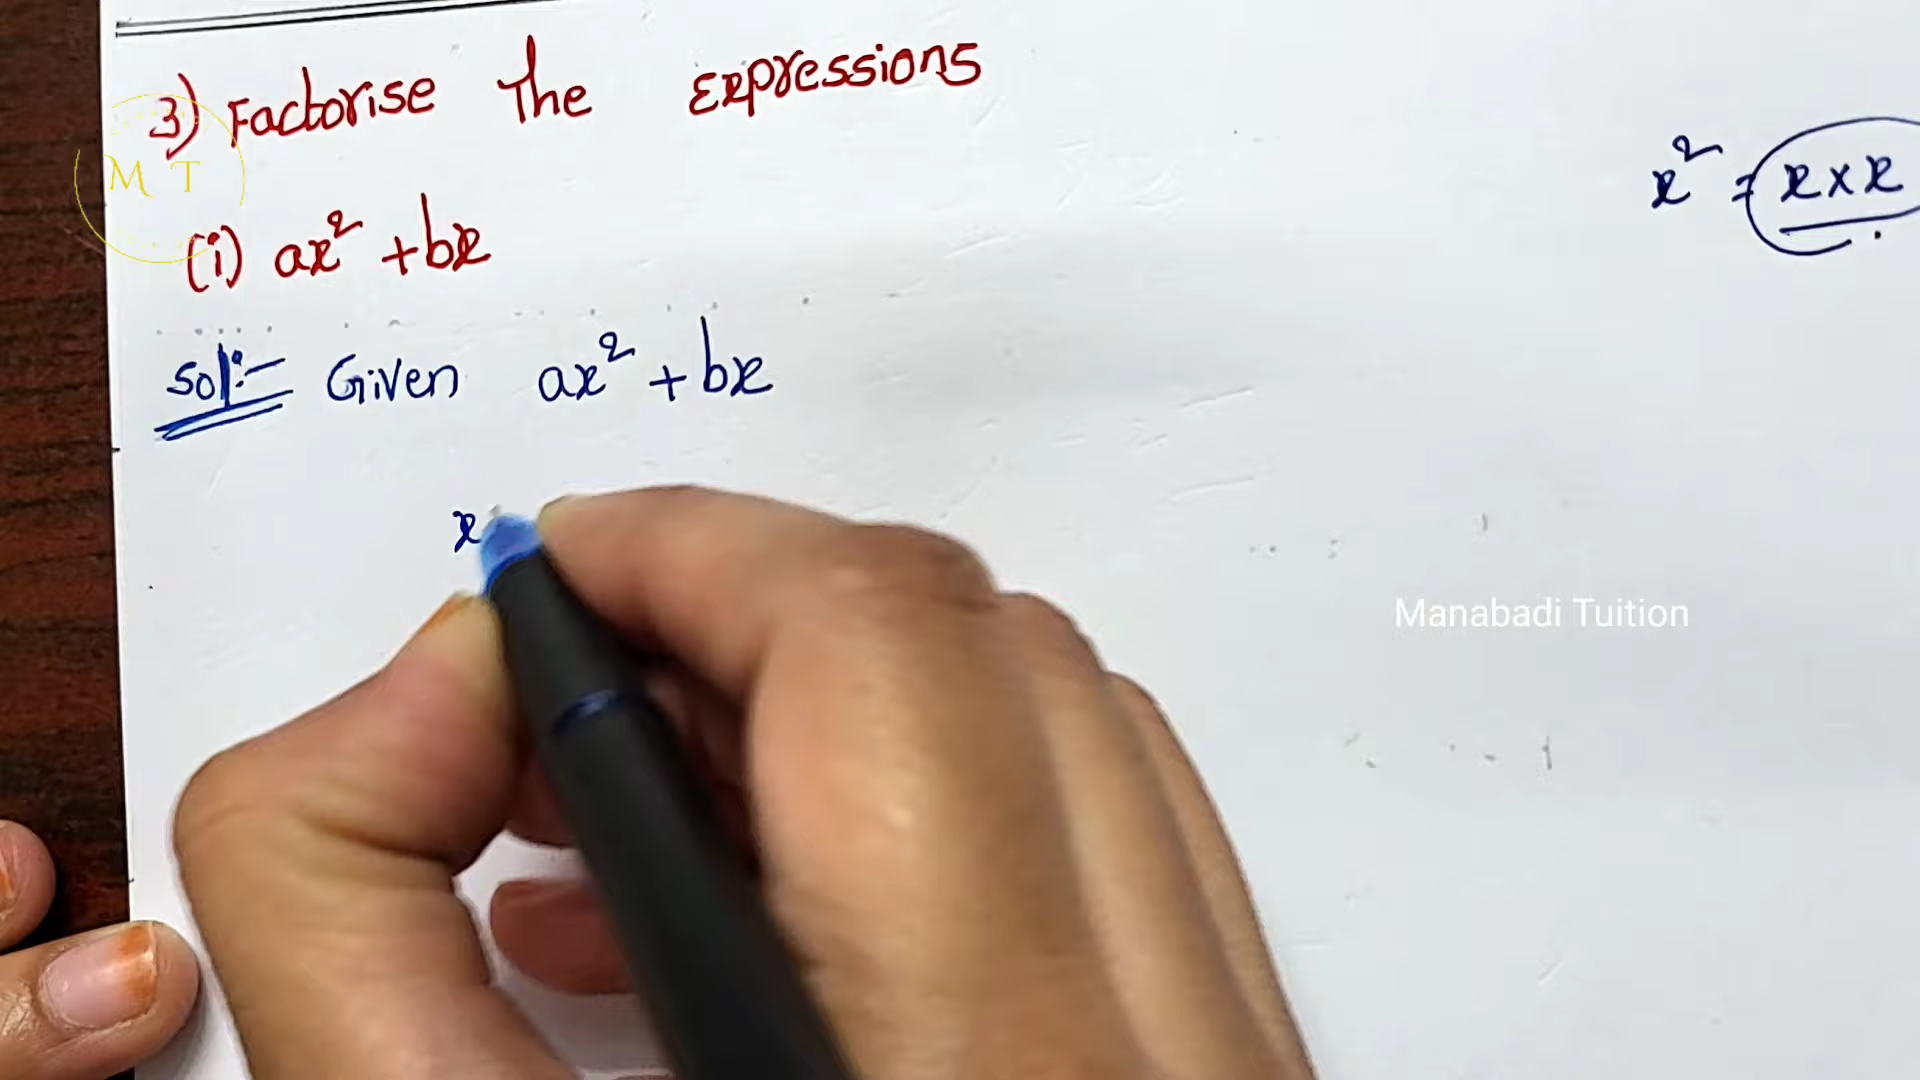 3) Factorise The Expressions
M T
(i) ax² + bx
x² = x × x
Sol:- Given ax² + bx
x
Manabadi Tuition